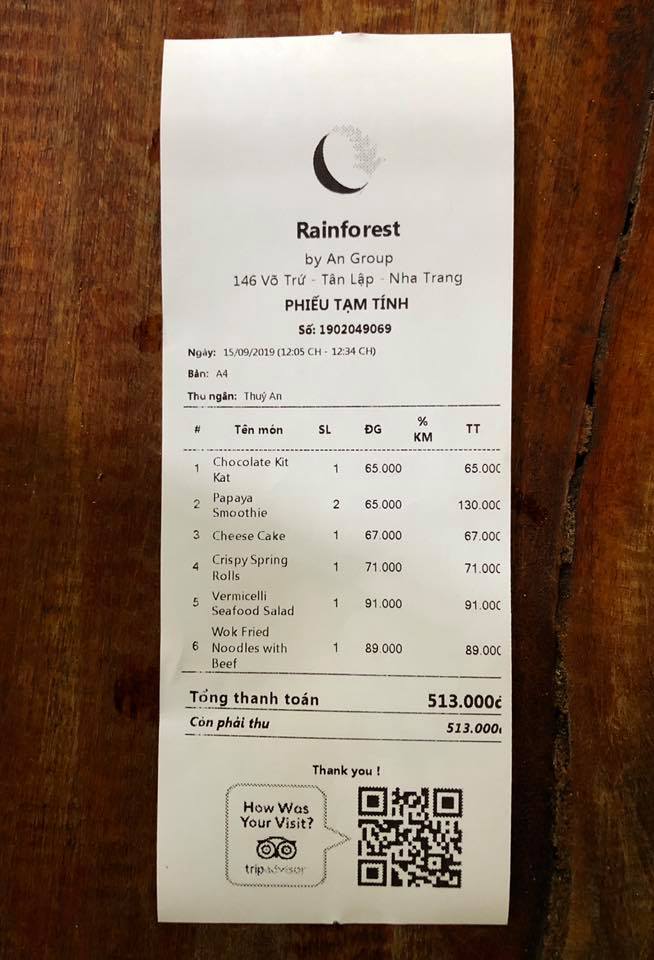 Rainforest
by An Group
146 Võ Trứ - Tân Lập - Nha Trang
PHIẾU TẠM TÍNH
Số: 1902049069
Ngày: 15/09/2019 (12:05 CH - 12:34 CH)
Bàn: A4
Thu ngân: Thuý An
# Tên món SL ĐG % KM TT
1 Chocolate Kit Kat 1 65.000 65.000
2 Papaya Smoothie 2 65.000 130.000
3 Cheese Cake 1 67.000 67.000
4 Crispy Spring Rolls 1 71.000 71.000
5 Vermicelli Seafood Salad 1 91.000 91.000
6 Wok Fried Noodles with Beef 1 89.000 89.000
Tổng thanh toán 513.000đ
Còn phải thu 513.000đ
Thank you !
How Was
Your Visit?
tripadvisor